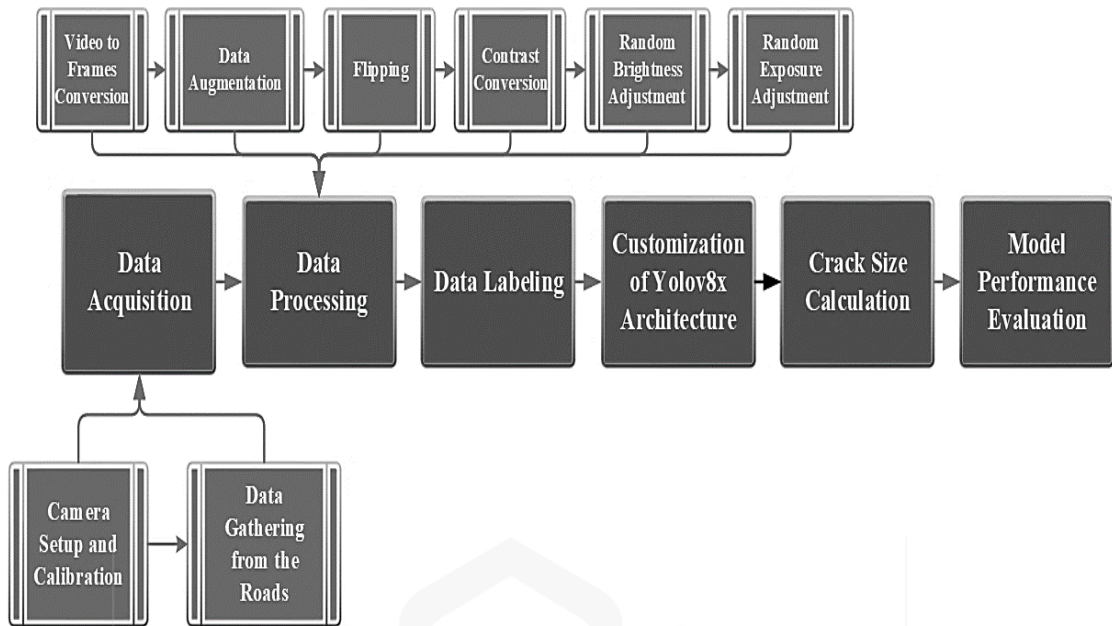 Video to
Frames
Conversion
Data
Augmentation
Flipping
Contrast
Conversion
Random
Brightness
Adjustment
Random
Exposure
Adjustment
Data
Acquisition
Data
Processing
Data Labeling
Customization
of Yolov8x
Architecture
Crack Size
Calculation
Model
Performance
Evaluation
Camera
Setup and
Calibration
Data
Gathering
from the
Roads